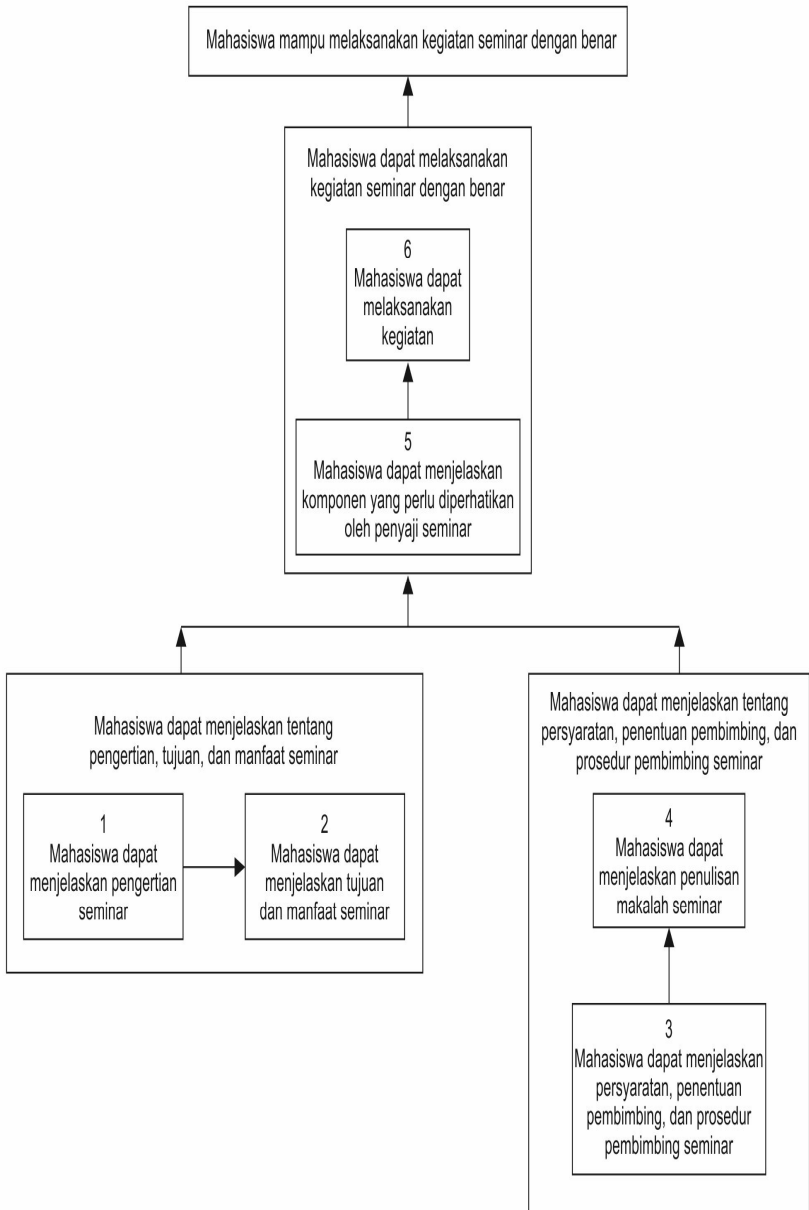 Mahasiswa mampu melaksanakan kegiatan seminar dengan benar
Mahasiswa dapat melaksanakan
kegiatan seminar dengan benar
6
Mahasiswa dapat
melaksanakan
kegiatan
5
Mahasiswa dapat menjelaskan
komponen yang perlu diperhatikan
oleh penyaji seminar
Mahasiswa dapat menjelaskan tentang
pengertian, tujuan, dan manfaat seminar
1
Mahasiswa dapat
menjelaskan pengertian
seminar
2
Mahasiswa dapat
menjelaskan tujuan
dan manfaat seminar
Mahasiswa dapat menjelaskan tentang
persyaratan, penentuan pembimbing, dan
prosedur pembimbing seminar
4
Mahasiswa dapat
menjelaskan penulisan
makalah seminar
3
Mahasiswa dapat menjelaskan
persyaratan, penentuan
pembimbing, dan prosedur
pembimbing seminar